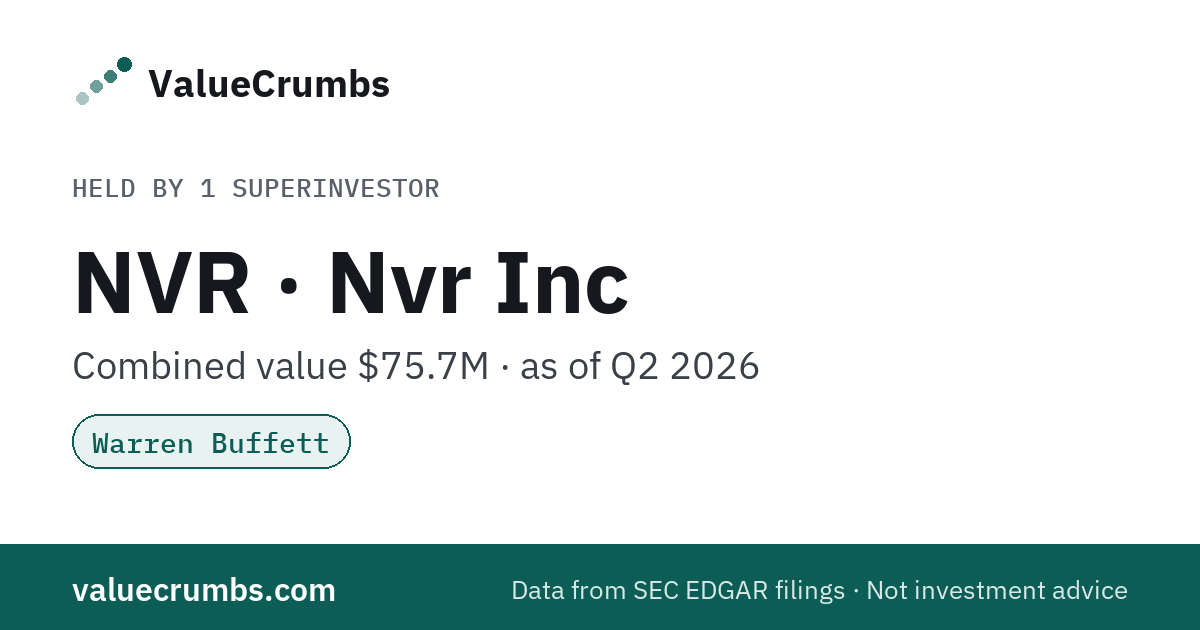 ValueCrumbs
HELD BY 1 SUPERINVESTOR
NVR · Nvr Inc
Combined value $75.7M · as of Q2 2026
Warren Buffett
valuecrumbs.com
Data from SEC EDGAR filings · Not investment advice